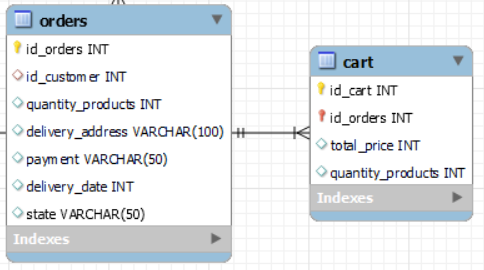 orders
id_orders INT
id_customer INT
quantity_products INT
delivery_address VARCHAR(100)
payment VARCHAR(50)
delivery_date INT
state VARCHAR(50)
Indexes
cart
id_cart INT
id_orders INT
total_price INT
quantity_products INT
Indexes